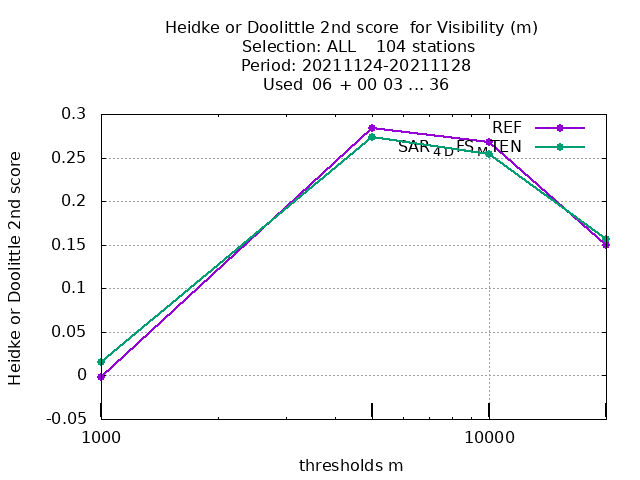 Heidke or Doolittle 2nd score  for Visibility (m)
Selection: ALL    104 stations
Period: 20211124-20211128
Used  06 + 00 03 ... 36
0.3
0.25
0.2
0.15
0.1
0.05
0
-0.05
1000
10000
thresholds m
Heidke or Doolittle 2nd score
REF
SAR4DFSMTEN